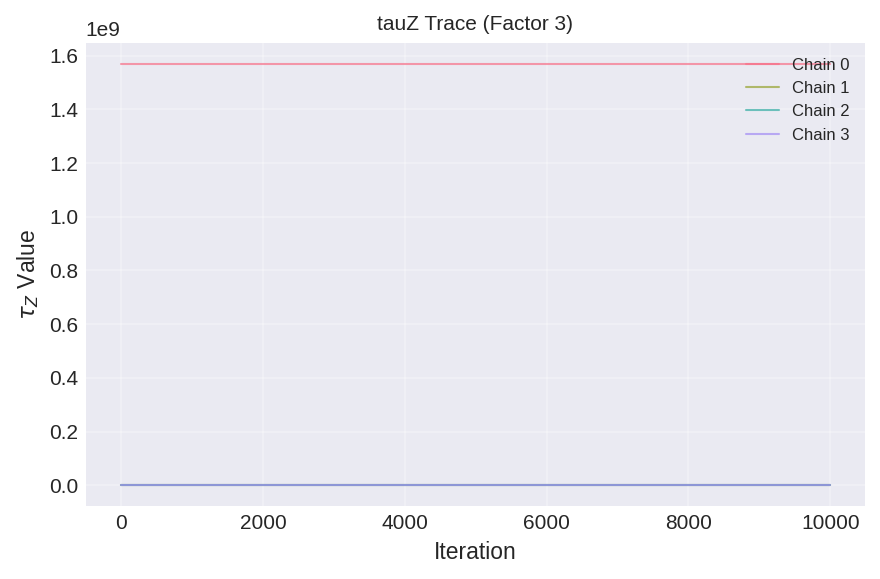 tauZ Trace (Factor 3)
1e9
1.6
1.4
1.2
1.0
0.8
0.6
0.4
0.2
0.0
τZ Value
Chain 0
Chain 1
Chain 2
Chain 3
0 2000 4000 6000 8000 10000
Iteration